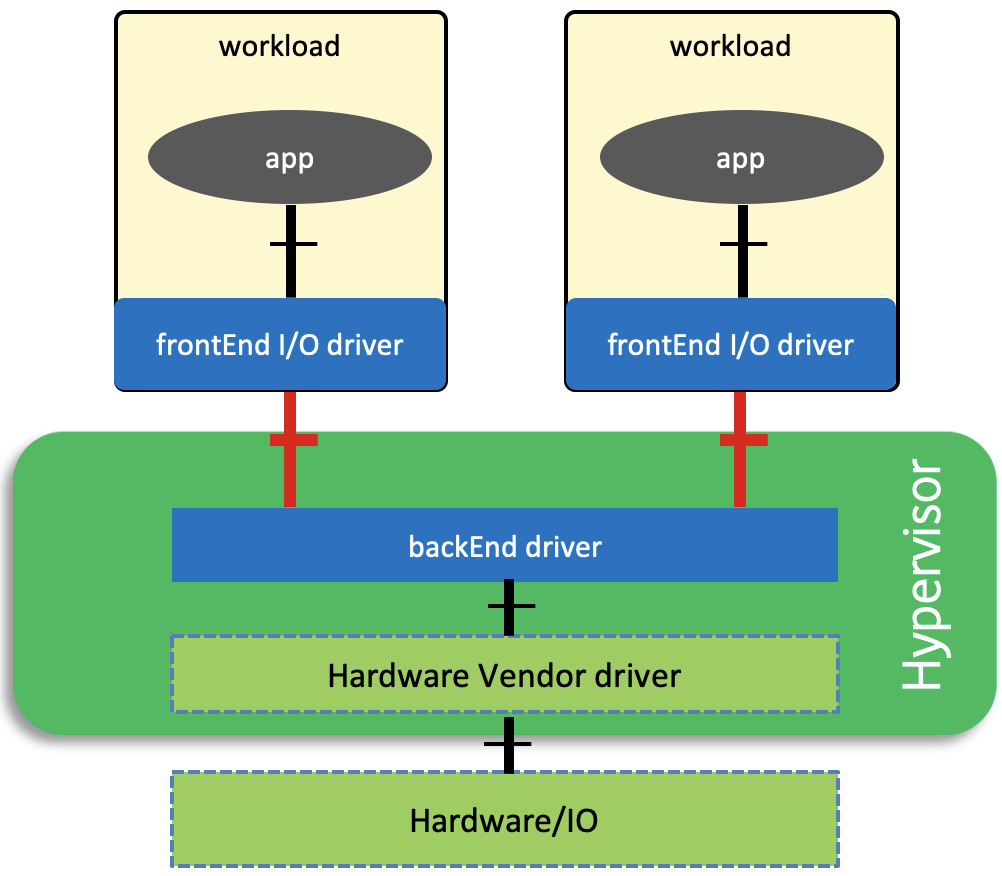 workload
workload
app
app
frontEnd I/O driver
frontEnd I/O driver
Hypervisor
backEnd driver
Hardware Vendor driver
Hardware/IO